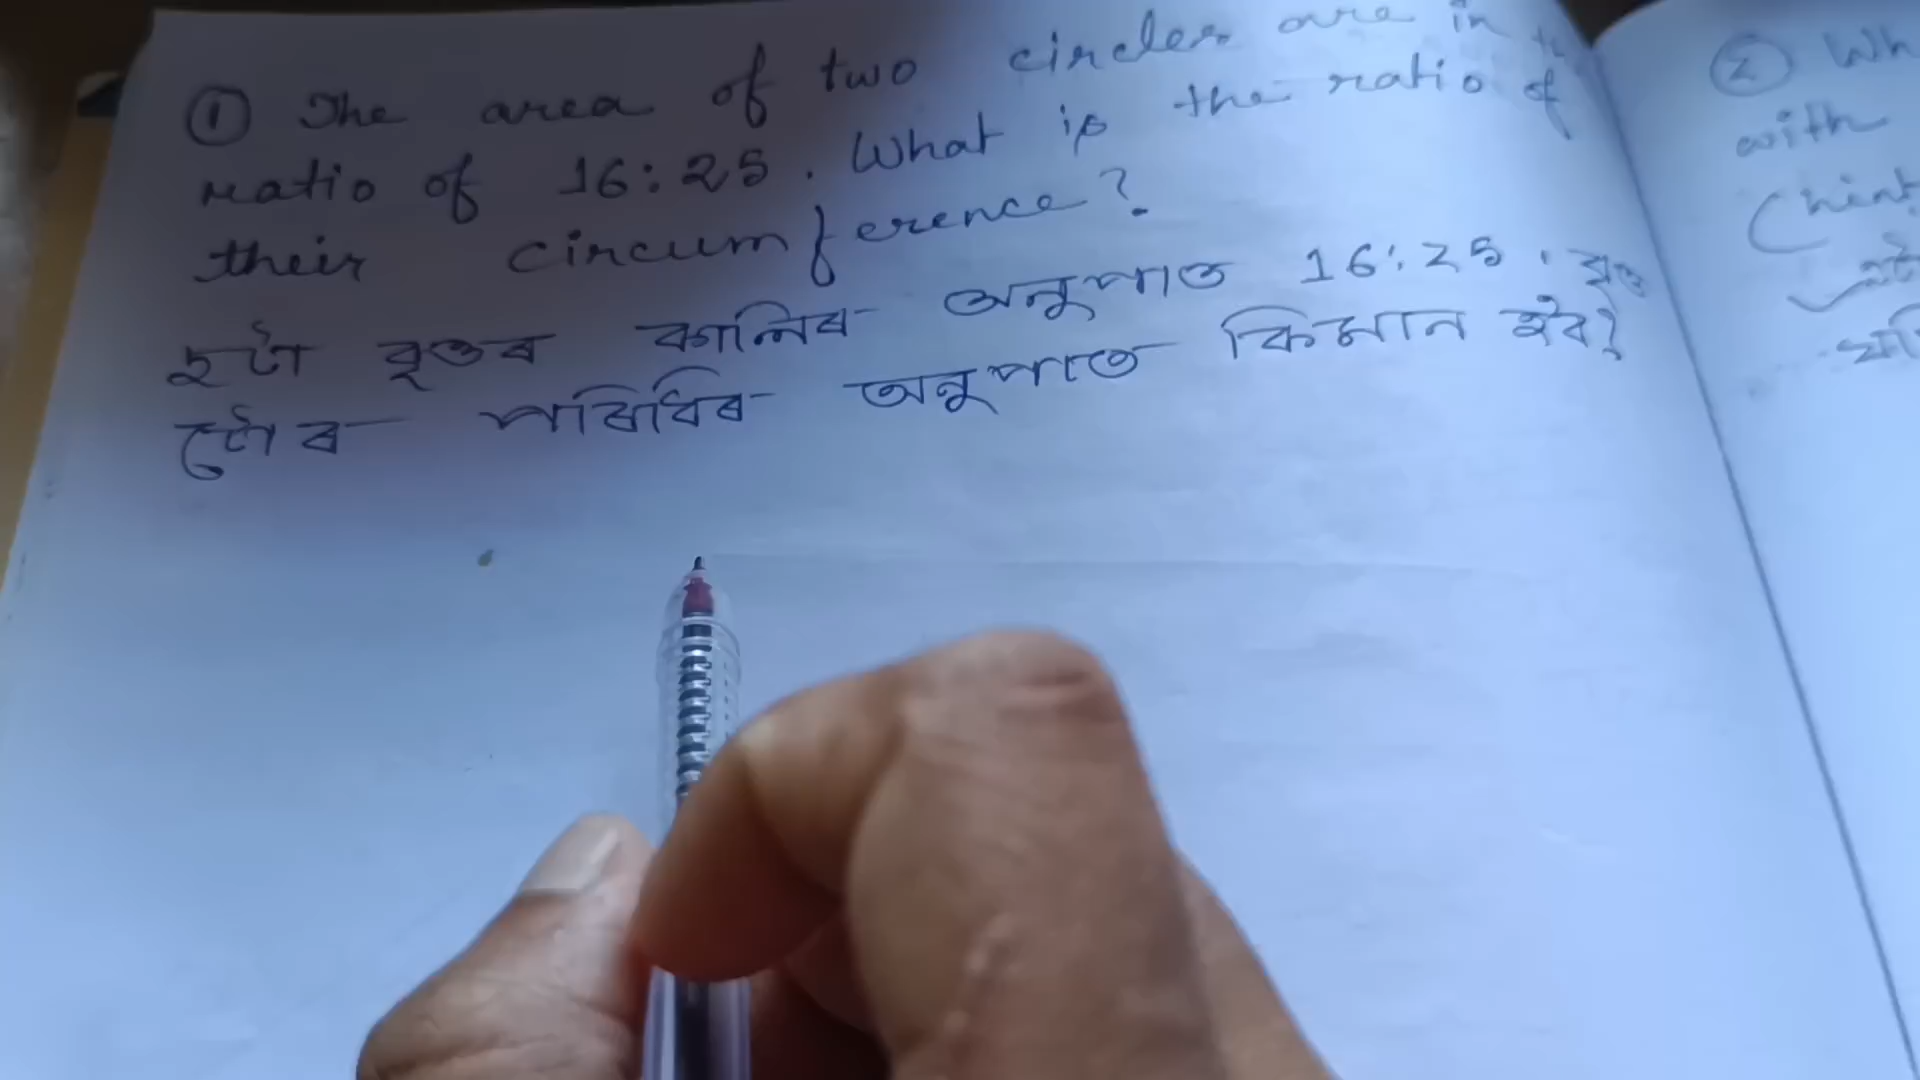 ① The area of two circles are in
ratio of 16:25. What is the ratio of
their circumference?
দুটা বৃত্তৰ কালিৰ অনুপাত 16:25. বৃত্ত
দুটাৰ পৰিধিৰ অনুপাত কিমান হ'ব?
② Wh
with
(hint